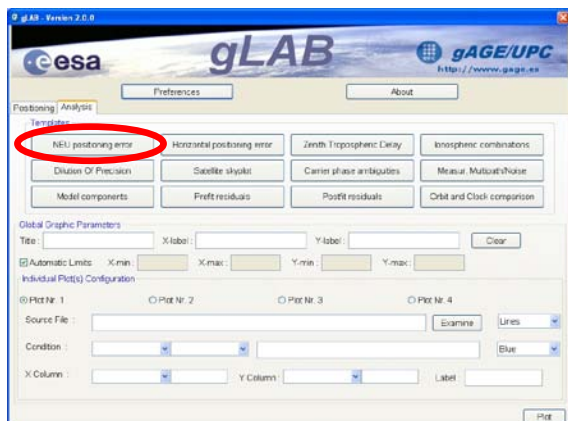 gLAB - Version 2.0.0
esa gLAB gAGE/UPC
http://www.gage.es
Preferences About
Positioning Analysis
Templates
NEU positioning error Horizontal positioning error Zenith Tropospheric Delay Ionospheric combinations
Dilution Of Precision Satellite skyplot Carrier phase ambiguities Measur. Multipath/Noise
Model components Prefit residuals Postfit residuals Orbit and Clock comparison
Global Graphic Parameters
Title : X-label : Y-label : Clear
Automatic Limits X-min : X-max : Y-min : Y-max :
Individual Plot(s) Configuration
Plot Nr. 1 Plot Nr. 2 Plot Nr. 3 Plot Nr. 4
Source File : Examine Lines
Condition : Blue
X Column : Y Column : Label :
Plot